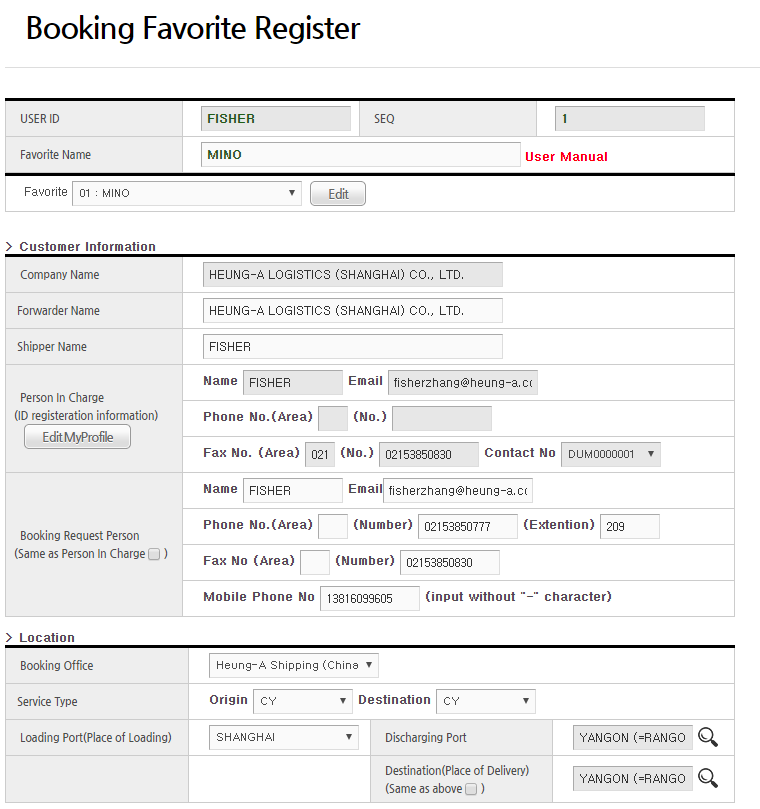 Booking Favorite Register
USER ID FISHER SEQ 1
Favorite Name MINO User Manual
Favorite 01 : MINO Edit
> Customer Information
Company Name HEUNG-A LOGISTICS (SHANGHAI) CO., LTD.
Forwarder Name HEUNG-A LOGISTICS (SHANGHAI) CO., LTD.
Shipper Name FISHER
Person In Charge
(ID registeration information)
EditMyProfile
Name FISHER Email fisherzhang@heung-a.co
Phone No.(Area) (No.)
Fax No. (Area) 021 (No.) 02153850830 Contact No DUM0000001
Booking Request Person
(Same as Person In Charge )
Name FISHER Email fisherzhang@heung-a.cc
Phone No.(Area) (Number) 02153850777 (Extention) 209
Fax No (Area) (Number) 02153850830
Mobile Phone No 13816099605 (input without "-" character)
> Location
Booking Office Heung-A Shipping (China
Service Type Origin CY Destination CY
Loading Port(Place of Loading) SHANGHAI Discharging Port YANGON (=RANGO
Destination(Place of Delivery)
(Same as above ) YANGON (=RANGO